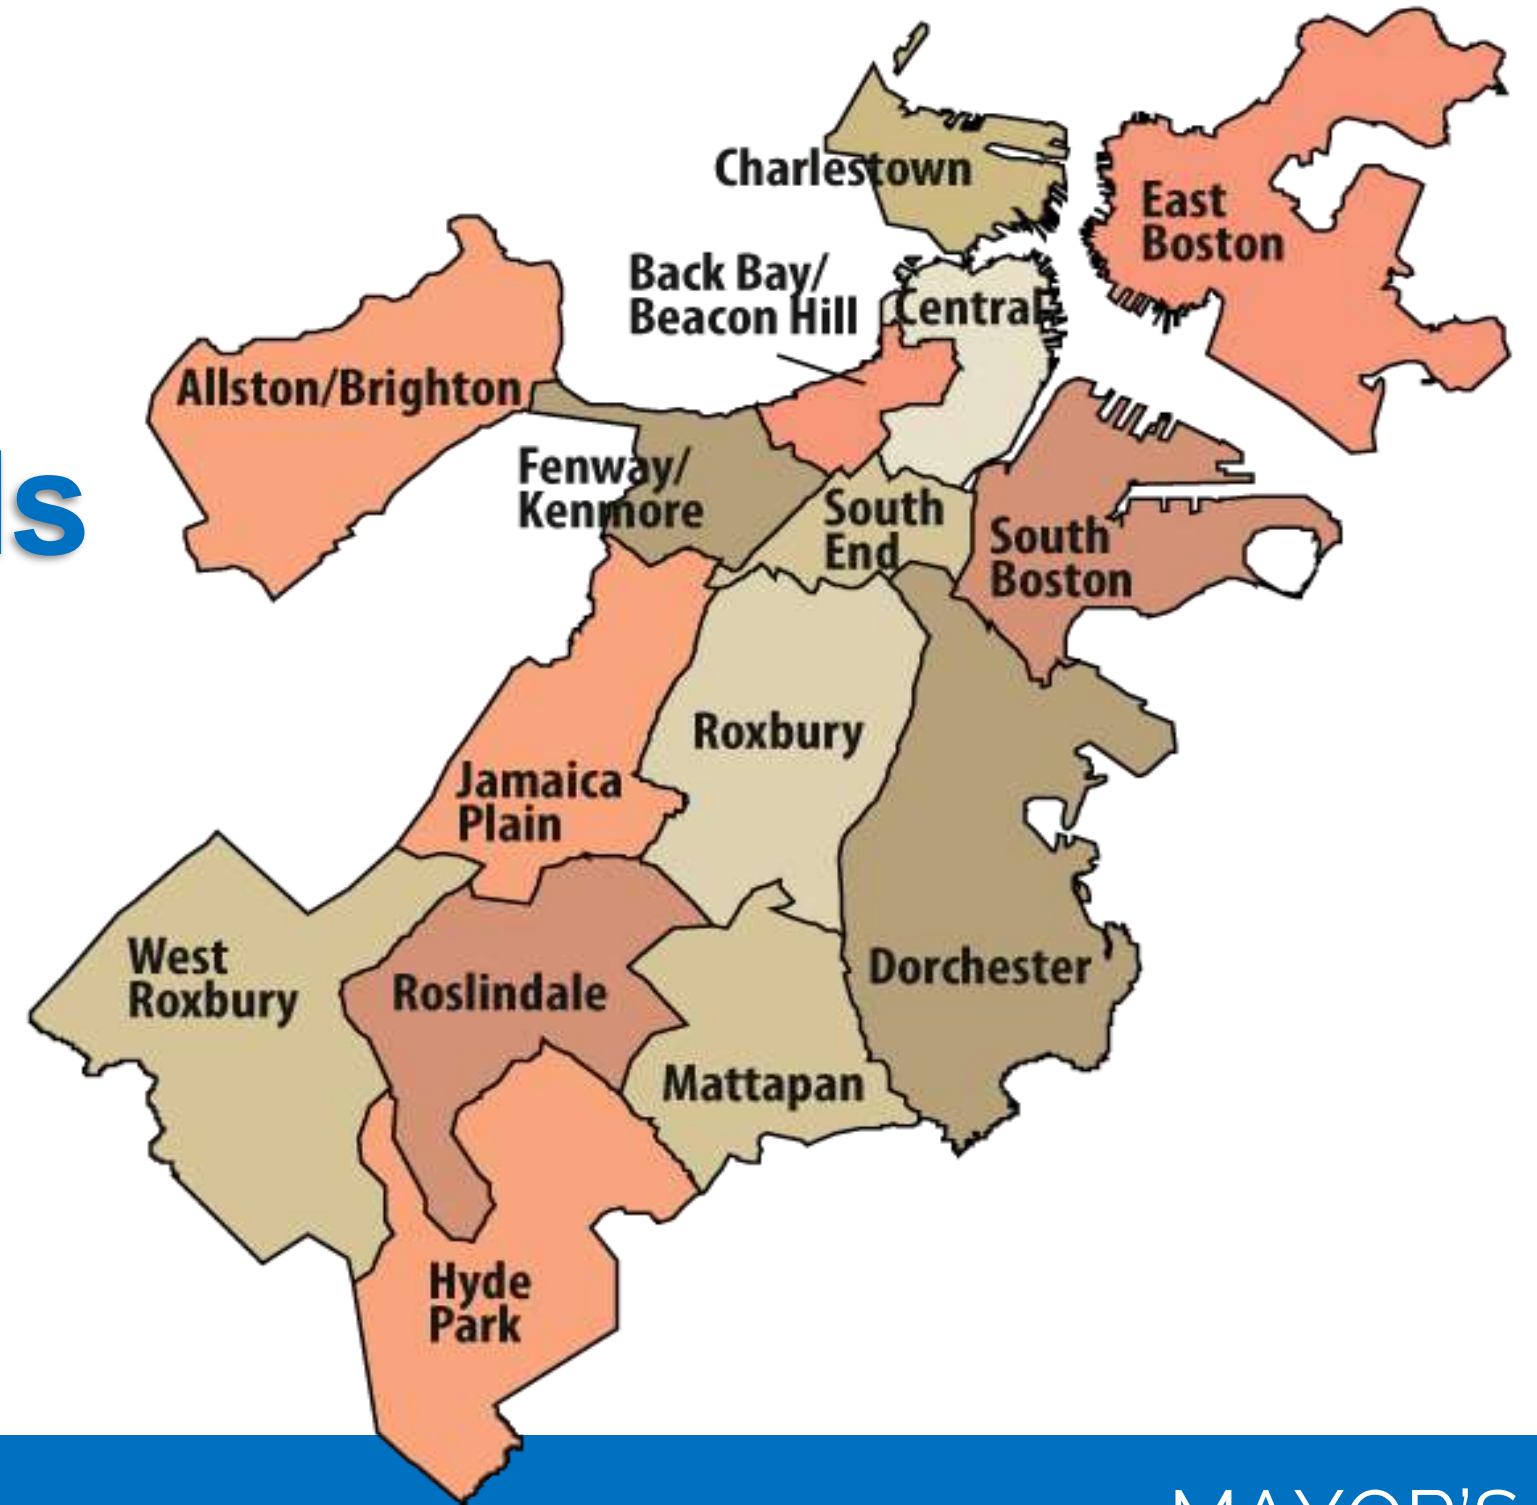 Charlestown
East
Boston
Back Bay/
Beacon Hill
Central
Allston/Brighton
Fenway/
Kenmore
South
End
South
Boston
Roxbury
Jamaica
Plain
West
Roxbury
Roslindale
Dorchester
Mattapan
Hyde
Park
MAYOR'S